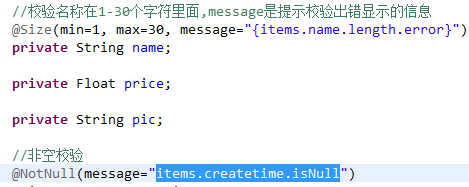 //校验名称在1-30个字符里面,message是提示校验出错显示的信息
@Size(min=1, max=30, message="{items.name.length.error}")
private String name;
private Float price;
private String pic;
//非空校验
@NotNull(message="items.createtime.isNull")